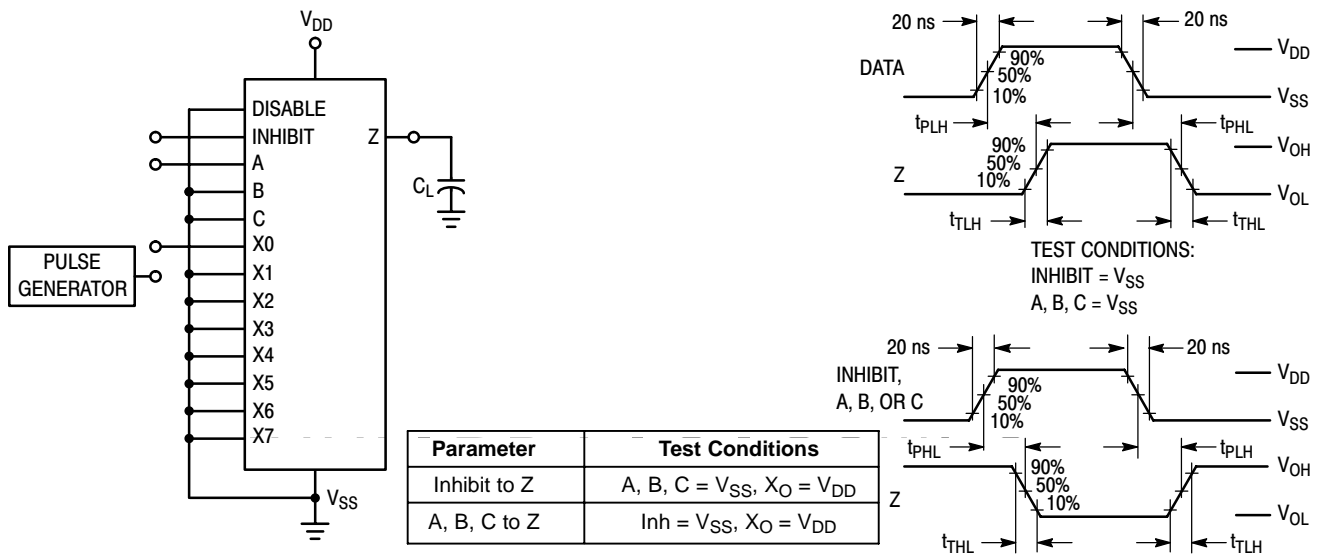 V_DD
DISABLE
INHIBIT
A
B
C
X0
X1
X2
X3
X4
X5
X6
X7
Z
C_L
V_SS
PULSE
GENERATOR
20 ns
20 ns
DATA
90%
50%
10%
V_DD
V_SS
t_PLH
t_PHL
Z
90%
50%
10%
V_OH
V_OL
t_TLH
t_THL
TEST CONDITIONS:
INHIBIT = V_SS
A, B, C = V_SS
20 ns
20 ns
INHIBIT,
A, B, OR C
90%
50%
10%
V_DD
V_SS
t_PHL
t_PLH
Z
90%
50%
10%
V_OH
V_OL
t_THL
t_TLH
Parameter Test Conditions
Inhibit to Z A, B, C = V_SS, X_O = V_DD
A, B, C to Z Inh = V_SS, X_O = V_DD